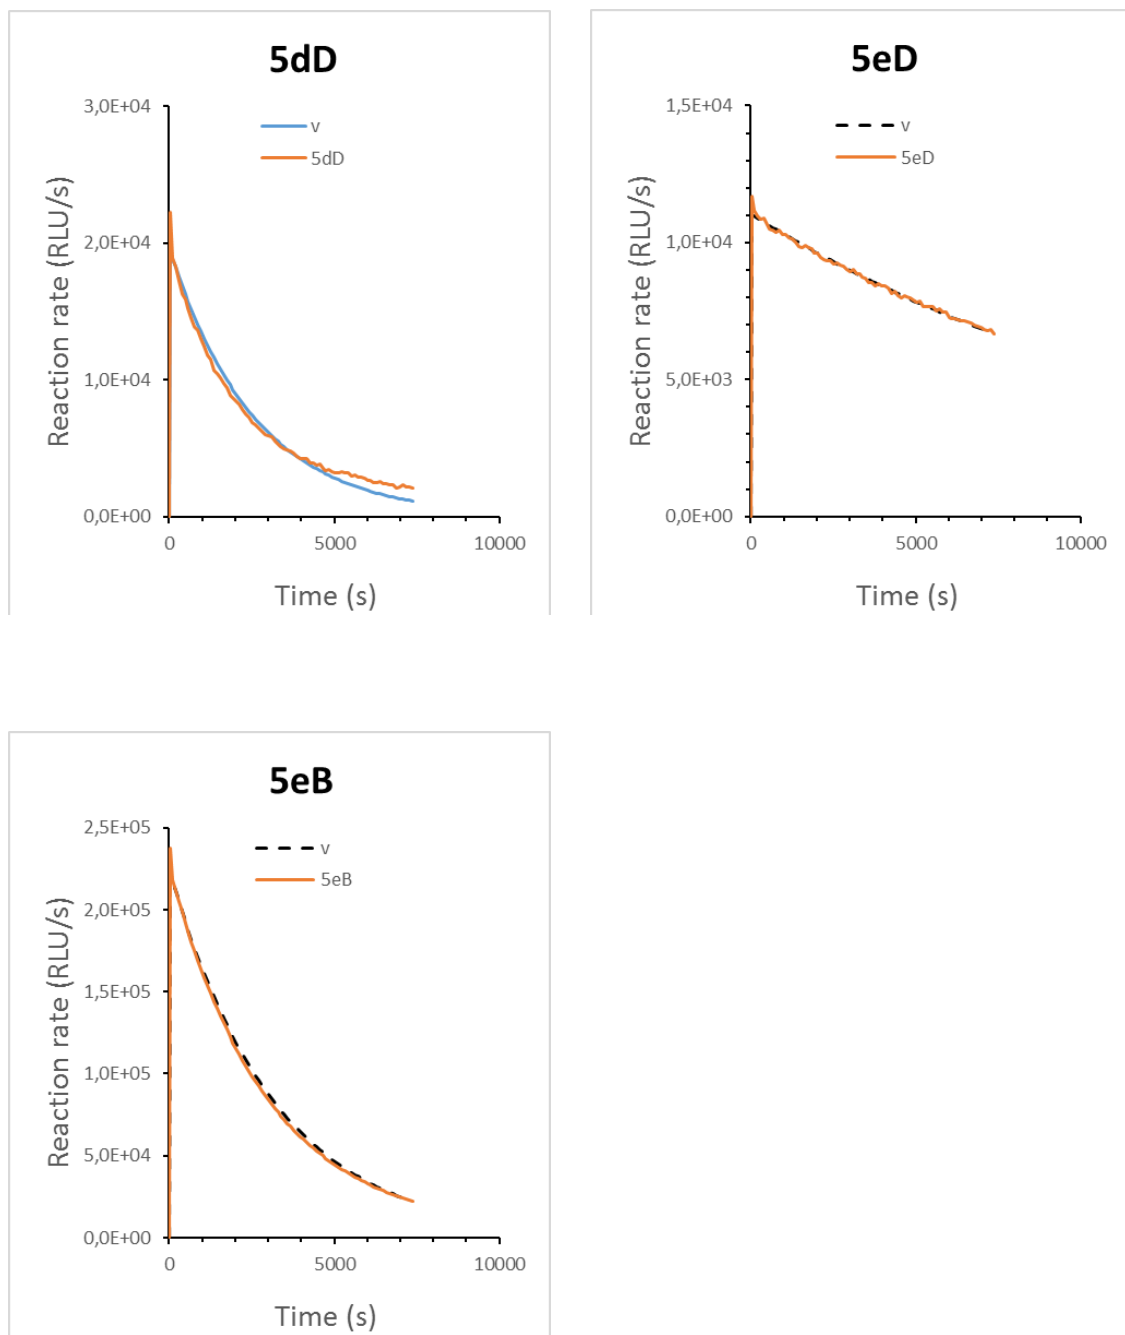 5dD
3,0E+04
2,0E+04
1,0E+04
0,0E+00
v
5dD
Reaction rate (RLU/s)
0
5000
10000
Time (s)
5eD
1,5E+04
1,0E+04
5,0E+03
0,0E+00
v
5eD
Reaction rate (RLU/s)
0
5000
10000
Time (s)
5eB
2,5E+05
2,0E+05
1,5E+05
1,0E+05
5,0E+04
0,0E+00
v
5eB
Reaction rate (RLU/s)
0
5000
10000
Time (s)